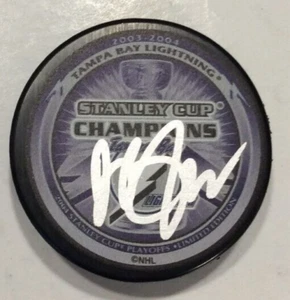 2003-2004
TAMPA BAY LIGHTNING
STANLEY CUP
CHAMPIONS
2004 STANLEY CUP PLAYOFFS • LIMITED EDITION
©NHL